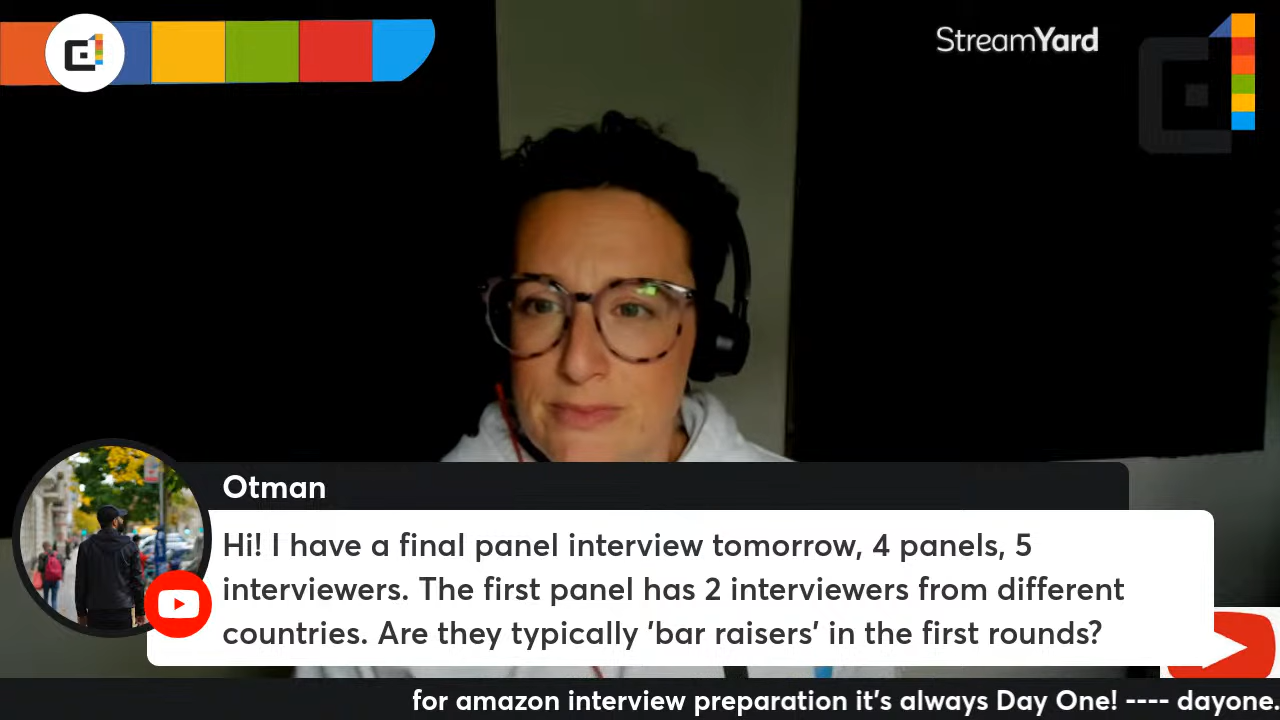 StreamYard
Otman
Hi! I have a final panel interview tomorrow, 4 panels, 5
interviewers. The first panel has 2 interviewers from different
countries. Are they typically 'bar raisers' in the first rounds?
for amazon interview preparation it's always Day One! ---- dayone.